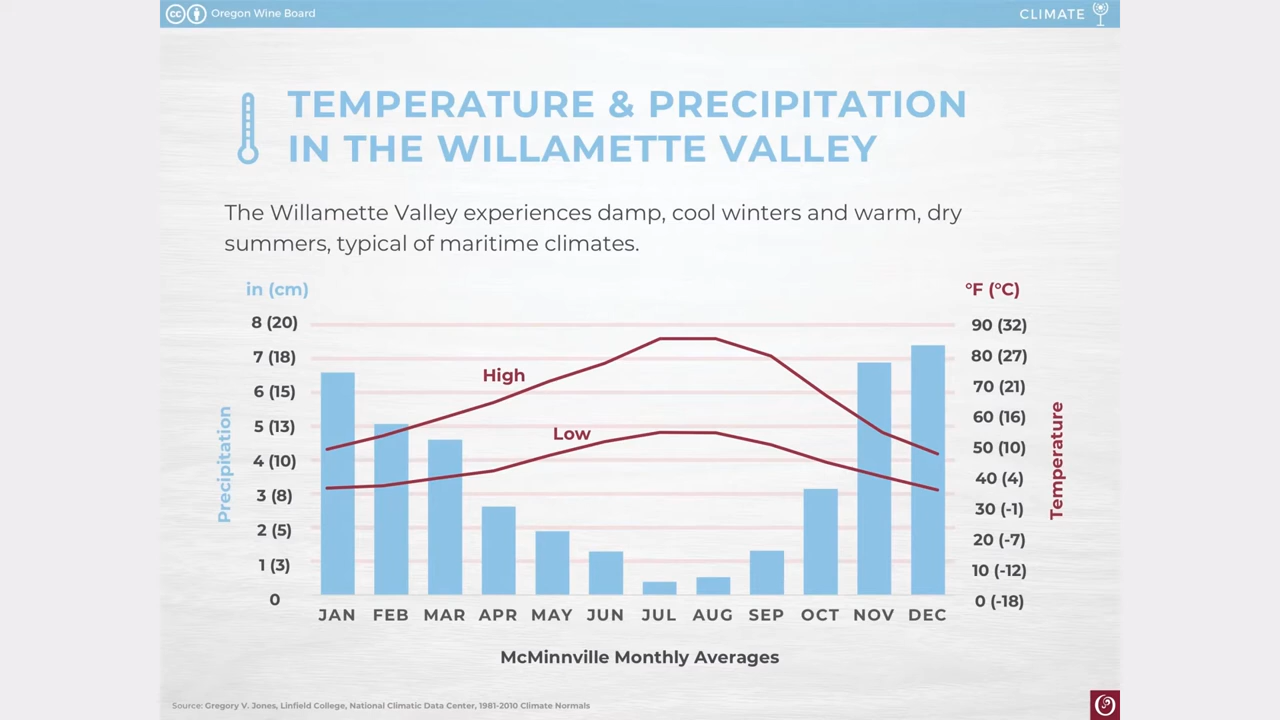 Oregon Wine Board
CLIMATE
TEMPERATURE & PRECIPITATION
IN THE WILLAMETTE VALLEY
The Willamette Valley experiences damp, cool winters and warm, dry
summers, typical of maritime climates.
in (cm)
°F (°C)
8 (20)
7 (18)
6 (15)
5 (13)
4 (10)
3 (8)
2 (5)
1 (3)
0
Precipitation
High
Low
90 (32)
80 (27)
70 (21)
60 (16)
50 (10)
40 (4)
30 (-1)
20 (-7)
10 (-12)
0 (-18)
Temperature
JAN FEB MAR APR MAY JUN JUL AUG SEP OCT NOV DEC
McMinnville Monthly Averages
Source: Gregory V. Jones, Linfield College, National Climatic Data Center, 1981-2010 Climate Normals